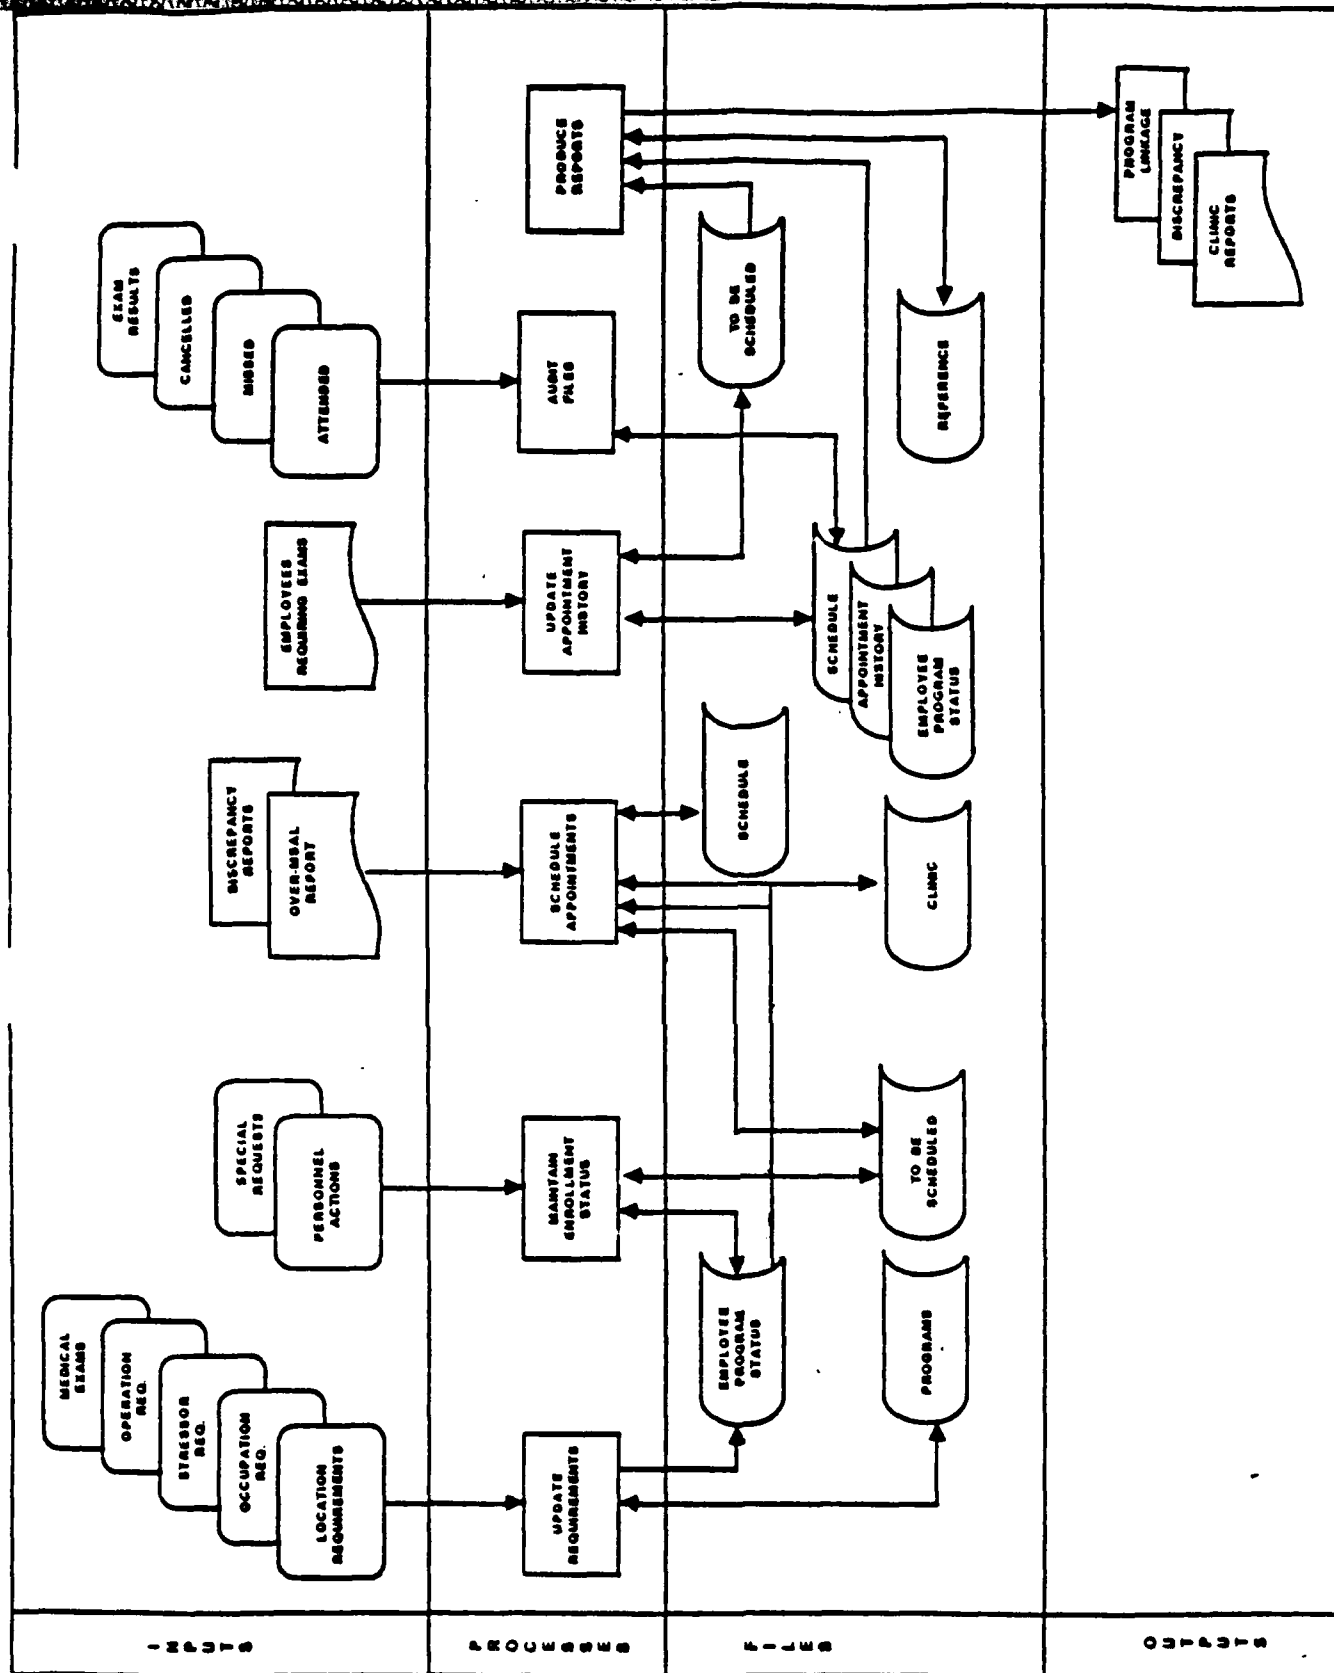 INPUTS
MEDICAL
EXAMS
OPERATION
REQ.
STRESSOR
REQ.
OCCUPATION
REQ.
LOCATION
REQUIREMENTS
SPECIAL
REQUESTS
PERSONNEL
ACTIONS
DISCREPANCY
REPORTS
OVER-MSAL
REPORT
EMPLOYEES
REQUIRING EXAMS
EXAM
RESULTS
CANCELLED
MISSED
ATTENDED
PROCESSES
UPDATE
REQUIREMENTS
MAINTAIN
ENROLLMENT
STATUS
SCHEDULE
APPOINTMENTS
UPDATE
APPOINTMENT
HISTORY
AUDIT
FILES
PRODUCE
REPORTS
FILES
EMPLOYEE
PROGRAM
STATUS
PROGRAMS
TO BE
SCHEDULED
SCHEDULE
CLINIC
SCHEDULE
APPOINTMENT
HISTORY
EMPLOYEE
PROGRAM
STATUS
TO BE
SCHEDULED
REFERENCE
OUTPUTS
PROGRAM
LINKAGE
DISCREPANCY
CLINIC
REPORTS